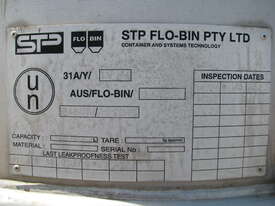 STP FLO-BIN STP FLO-BIN PTY LTD
CONTAINER AND SYSTEMS TECHNOLOGY
un 31A/Y/ INSPECTION DATES
AUS/FLO-BIN/
/ /
CAPACITY TARE:
MATERIAL: SERIAL No:
LAST LEAKPROOFNESS TEST